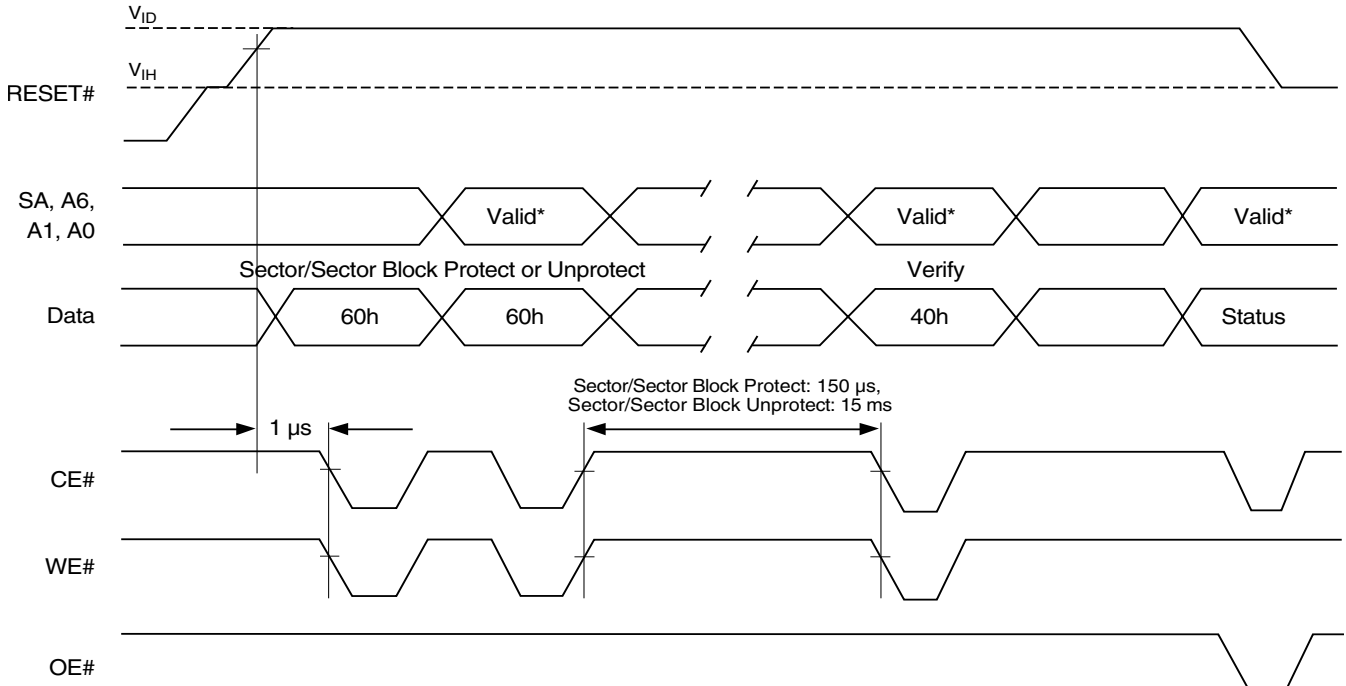 VID
VIH
RESET#
SA, A6,
A1, A0
Valid*
Valid*
Valid*
Sector/Sector Block Protect or Unprotect
Verify
Data
60h
60h
40h
Status
Sector/Sector Block Protect: 150 µs,
Sector/Sector Block Unprotect: 15 ms
1 µs
CE#
WE#
OE#